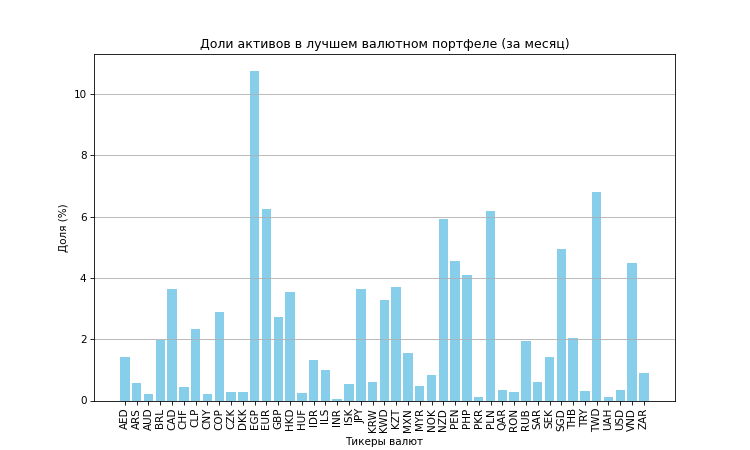 Доли активов в лучшем валютном портфеле (за месяц)
Доля (%)
10
8
6
4
2
0
AED ARS AUD BRL CAD CHF CLP CNY COP CZK DKK EGP EUR GBP HKD HUF IDR ILS INR ISK JPY KRW KWD KZT MXN MYR NOK NZD PEN PHP PKR PLN QAR RON RUB SAR SEK SGD THB TRY TWD UAH USD VND ZAR
Тикеры валют